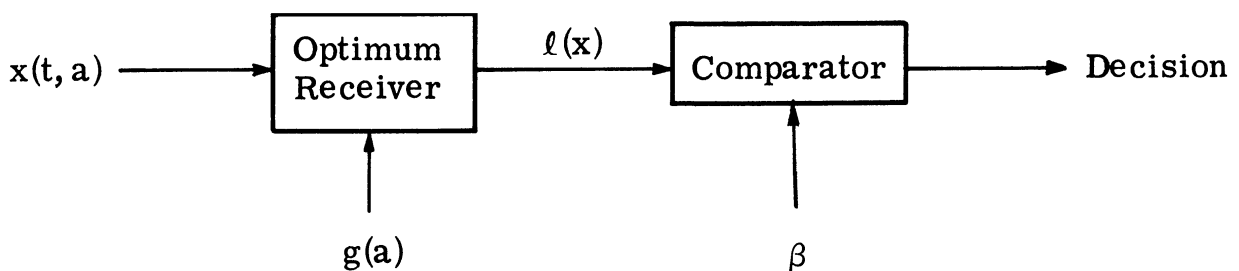 x(t, a)
Optimum
Receiver
ℓ(x)
Comparator
Decision
g(a)
β